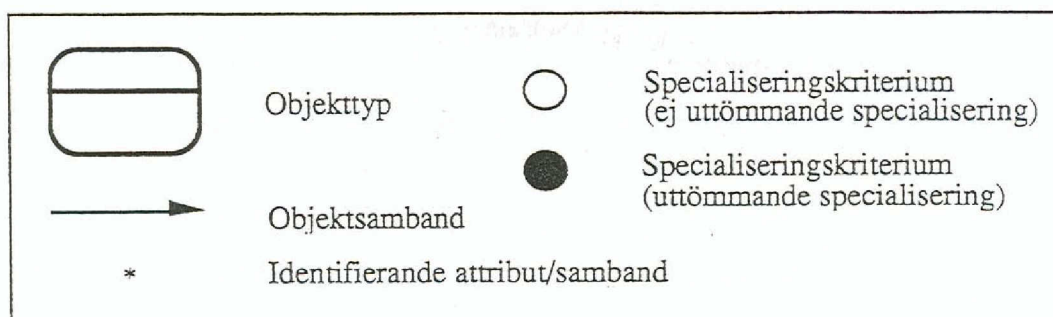 Objekttyp
Specialiseringskriterium
(ej uttömmande specialisering)
Specialiseringskriterium
(uttömmande specialisering)
Objektsamband
* Identifierande attribut/samband